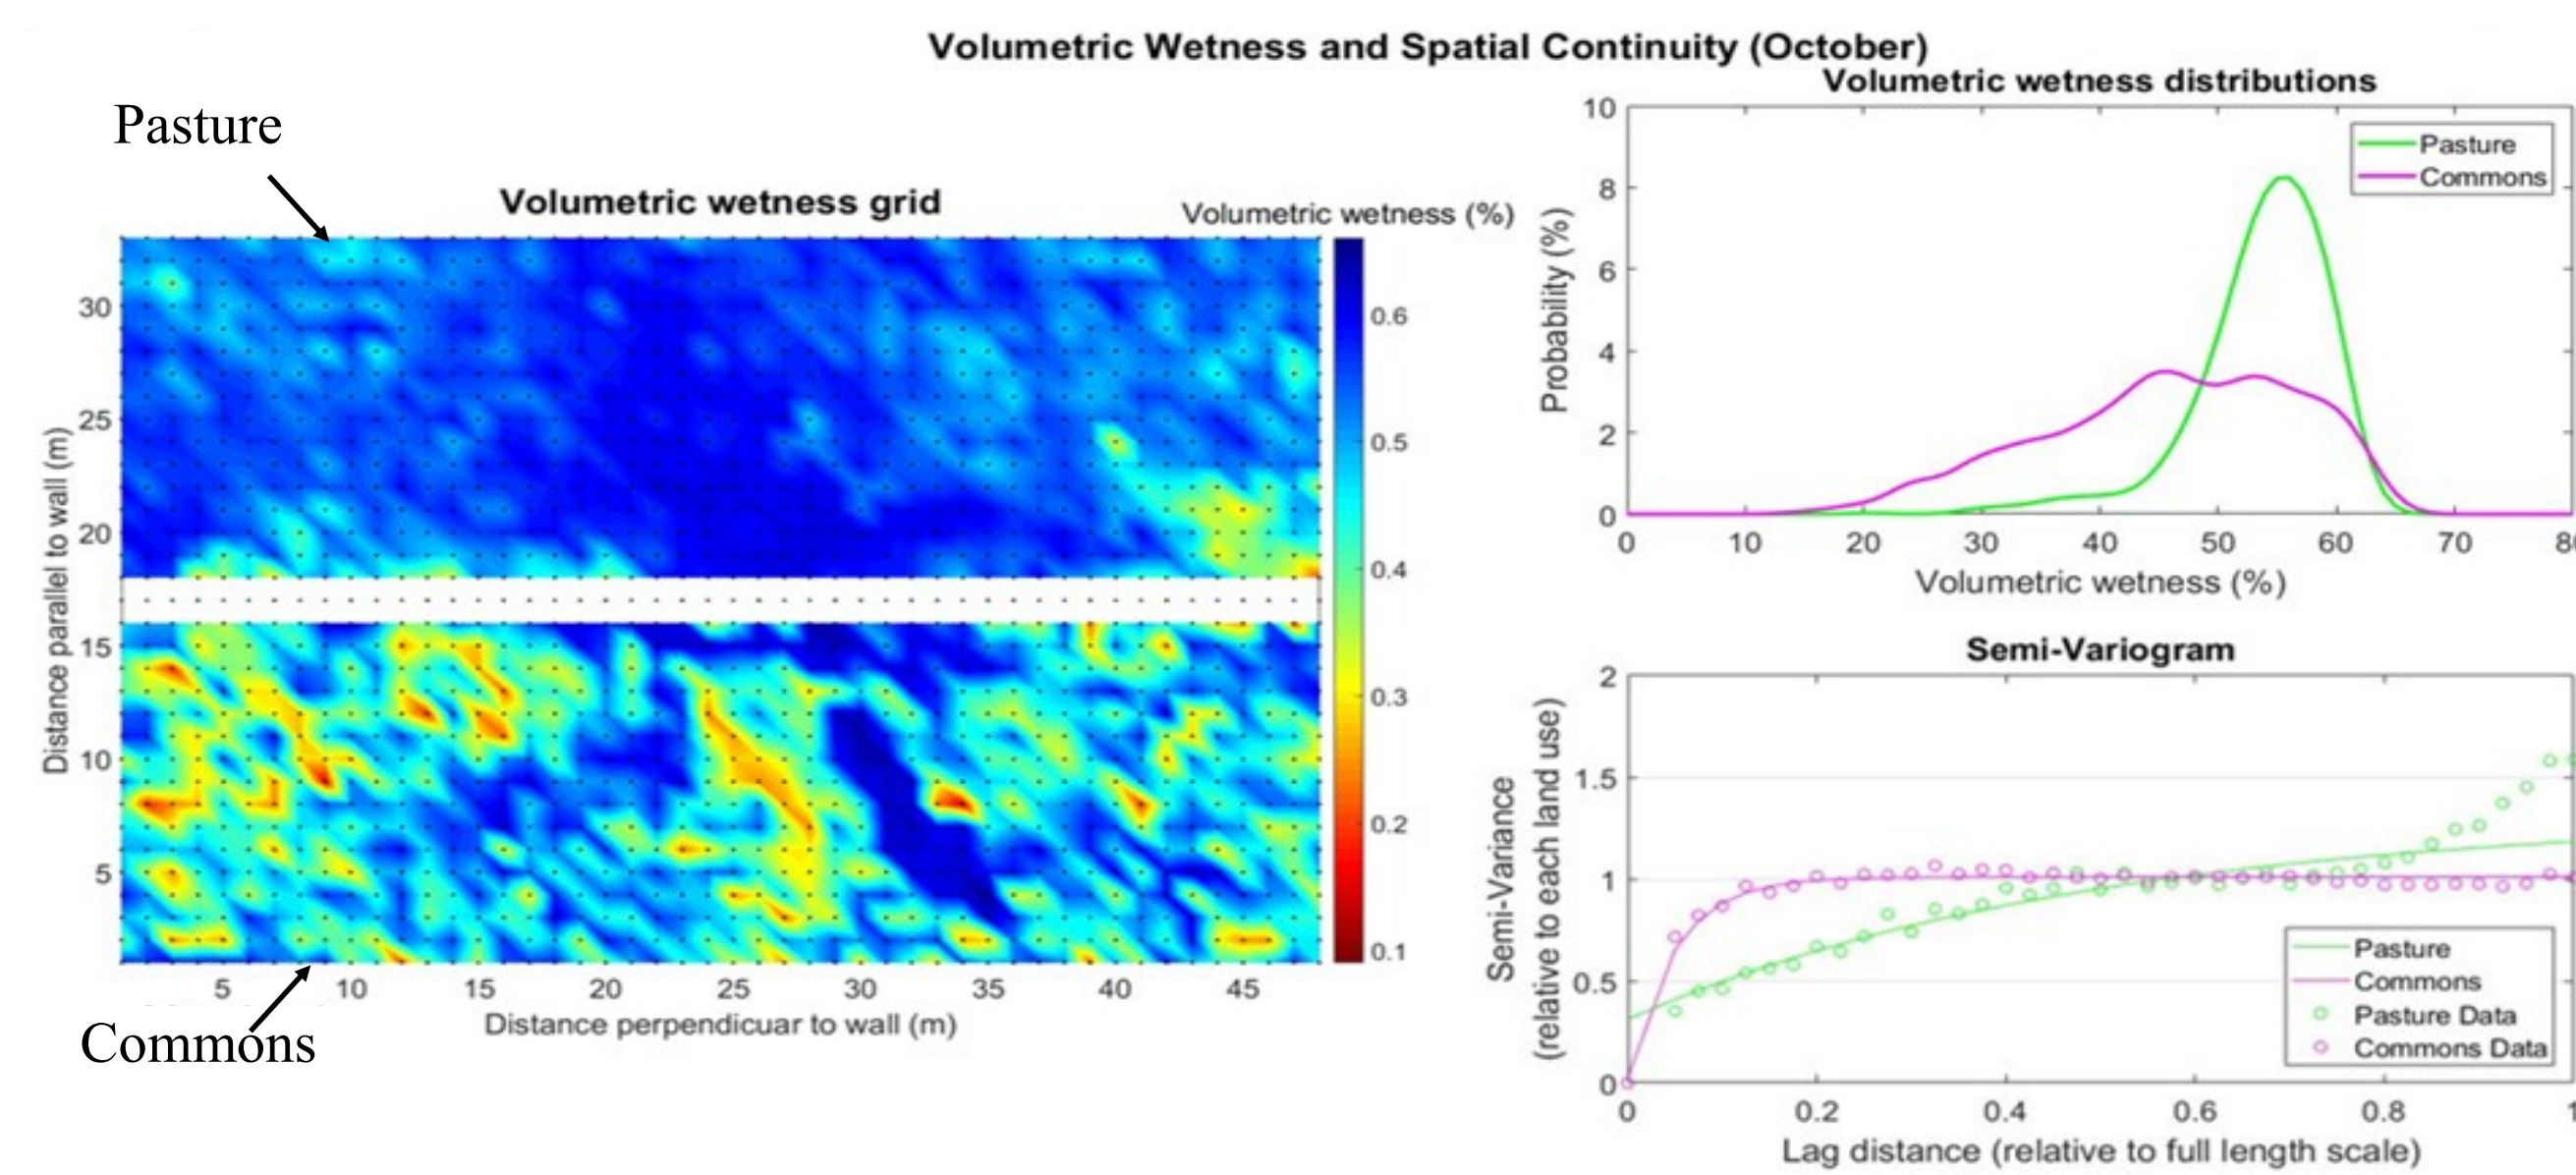 Volumetric Wetness and Spatial Continuity (October)
Pasture
Volumetric wetness grid
Volumetric wetness (%)
Distance parallel to wall (m)
30
25
20
15
10
5
5 10 15 20 25 30 35 40 45
Distance perpendicuar to wall (m)
Commons
0.6
0.5
0.4
0.3
0.2
0.1
Volumetric wetness distributions
Probability (%)
10
8
6
4
2
0
Pasture
Commons
0 10 20 30 40 50 60 70
Volumetric wetness (%)
Semi-Variogram
Semi-Variance
(relative to each land use)
2
1.5
1
0.5
0
Pasture
Commons
Pasture Data
Commons Data
0 0.2 0.4 0.6 0.8 1
Lag distance (relative to full length scale)